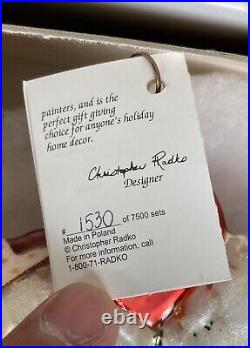 painters, and is the
perfect gift giving
choice for anyone's holiday
home decor.
Christopher Radko
Designer
# 1530 of 7500 sets
Made in Poland
© Christopher Radko
For more information, call
1-800-71-RADKO